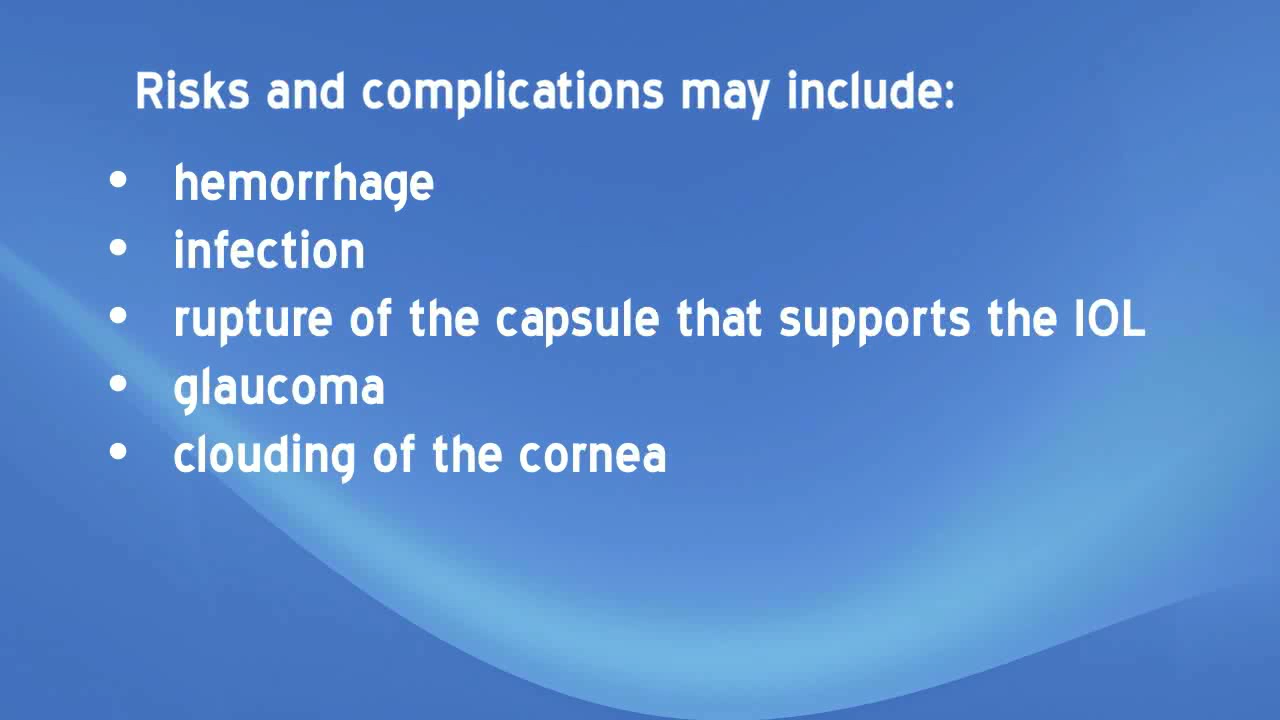 Risks and complications may include:
• hemorrhage
• infection
• rupture of the capsule that supports the IOL
• glaucoma
• clouding of the cornea